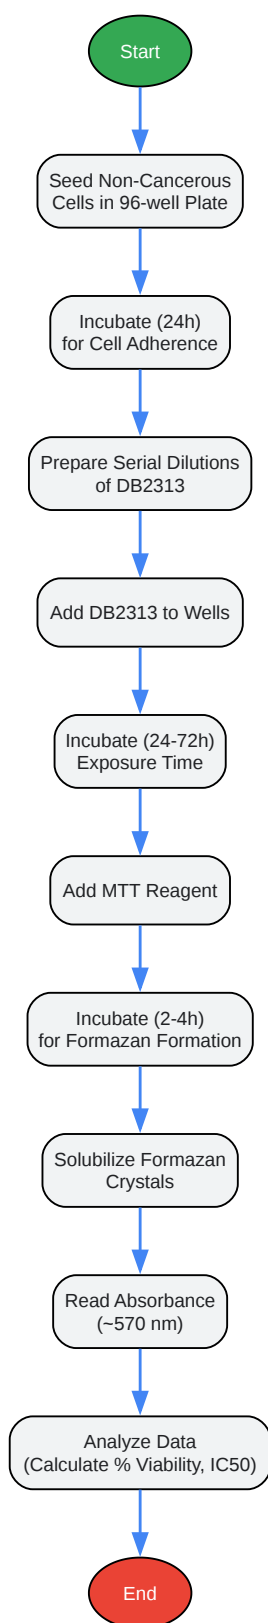 Start
Seed Non-Cancerous
Cells in 96-well Plate
Incubate (24h)
for Cell Adherence
Prepare Serial Dilutions
of DB2313
Add DB2313 to Wells
Incubate (24-72h)
Exposure Time
Add MTT Reagent
Incubate (2-4h)
for Formazan Formation
Solubilize Formazan
Crystals
Read Absorbance
(~570 nm)
Analyze Data
(Calculate % Viability, IC50)
End